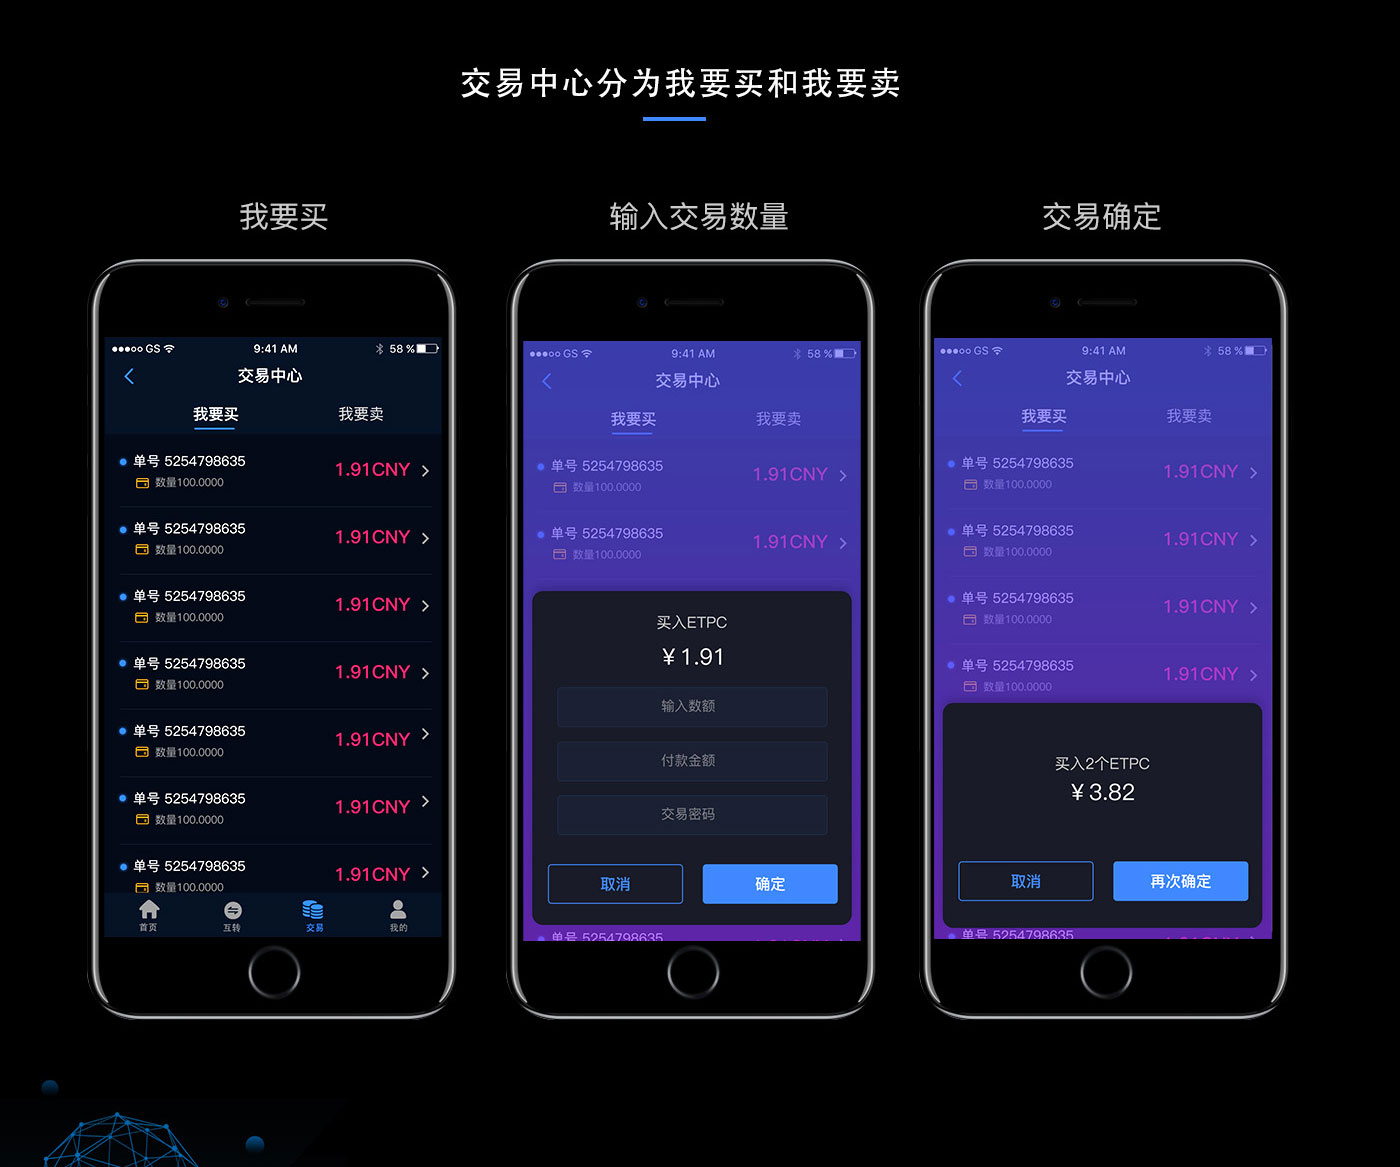 交易中心分为我要买和我要卖
我要买
GS 9:41 AM 58 %
交易中心
我要买 我要卖
单号 5254798635 1.91CNY
数量100.0000
单号 5254798635 1.91CNY
数量100.0000
单号 5254798635 1.91CNY
数量100.0000
单号 5254798635 1.91CNY
数量100.0000
单号 5254798635 1.91CNY
数量100.0000
单号 5254798635 1.91CNY
数量100.0000
单号 5254798635 1.91CNY
数量100.0000
首页 互转 交易 我的
输入交易数量
GS 9:41 AM 58 %
交易中心
我要买 我要卖
单号 5254798635 1.91CNY
数量100.0000
单号 5254798635 1.91CNY
数量100.0000
买入ETPC
¥1.91
输入数额
付款金额
交易密码
取消 确定
单号 5254798635
交易确定
GS 9:41 AM 58 %
交易中心
我要买 我要卖
单号 5254798635 1.91CNY
数量100.0000
单号 5254798635 1.91CNY
数量100.0000
单号 5254798635 1.91CNY
数量100.0000
单号 5254798635 1.91CNY
数量100.0000
买入2个ETPC
¥3.82
取消 再次确定
单号 5254798635